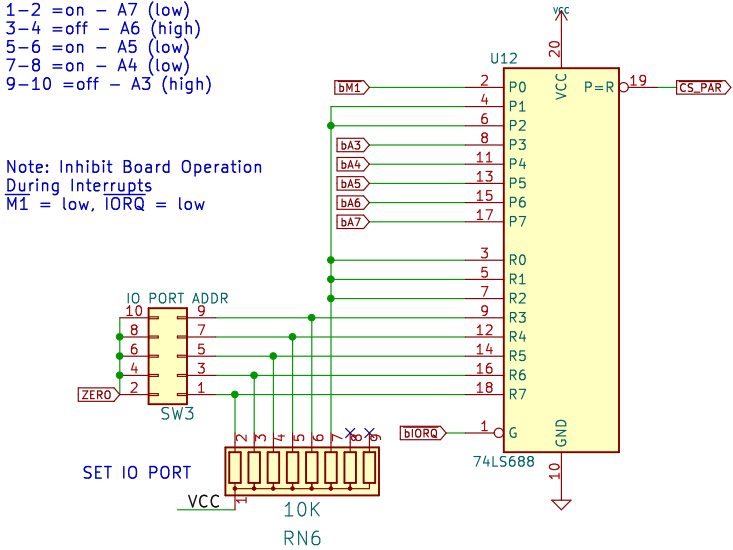 1-2 =on - A7 (low)
3-4 =off - A6 (high)
5-6 =on - A5 (low)
7-8 =on - A4 (low)
9-10 =off - A3 (high)
Note: Inhibit Board Operation
During Interrupts
M1 = low, IORQ = low
VCC
20
U12
VCC
bM1 2 P0 P=R 19 CS_PAR
4 P1
6 P2
bA3 8 P3
bA4 11 P4
bA5 13 P5
bA6 15 P6
bA7 17 P7
3 R0
5 R1
7 R2
9 R3
12 R4
14 R5
16 R6
18 R7
bIORQ 1 G
GND
10
74LS688
IO PORT ADDR
10 9
8 7
6 5
4 3
ZERO 2 1
SW3
2 3 4 5 6 7 8 9
SET IO PORT
VCC
1
10K
RN6